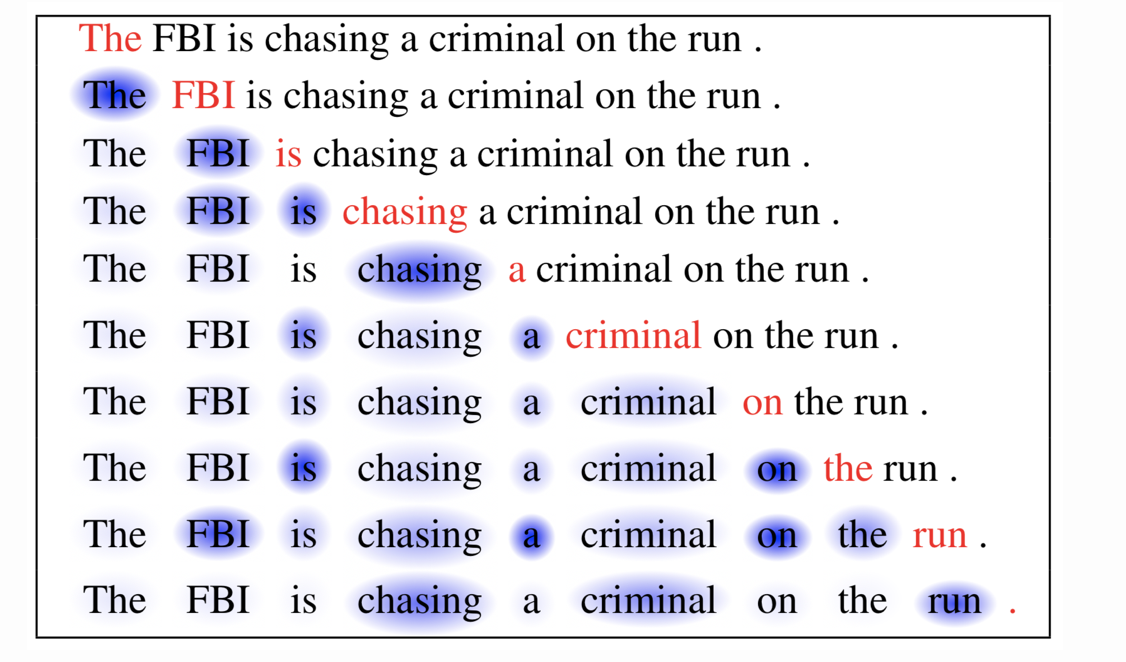 The FBI is chasing a criminal on the run .
The FBI is chasing a criminal on the run .
The FBI is chasing a criminal on the run .
The FBI is chasing a criminal on the run .
The FBI is chasing a criminal on the run .
The FBI is chasing a criminal on the run .
The FBI is chasing a criminal on the run .
The FBI is chasing a criminal on the run .
The FBI is chasing a criminal on the run .
The FBI is chasing a criminal on the run .